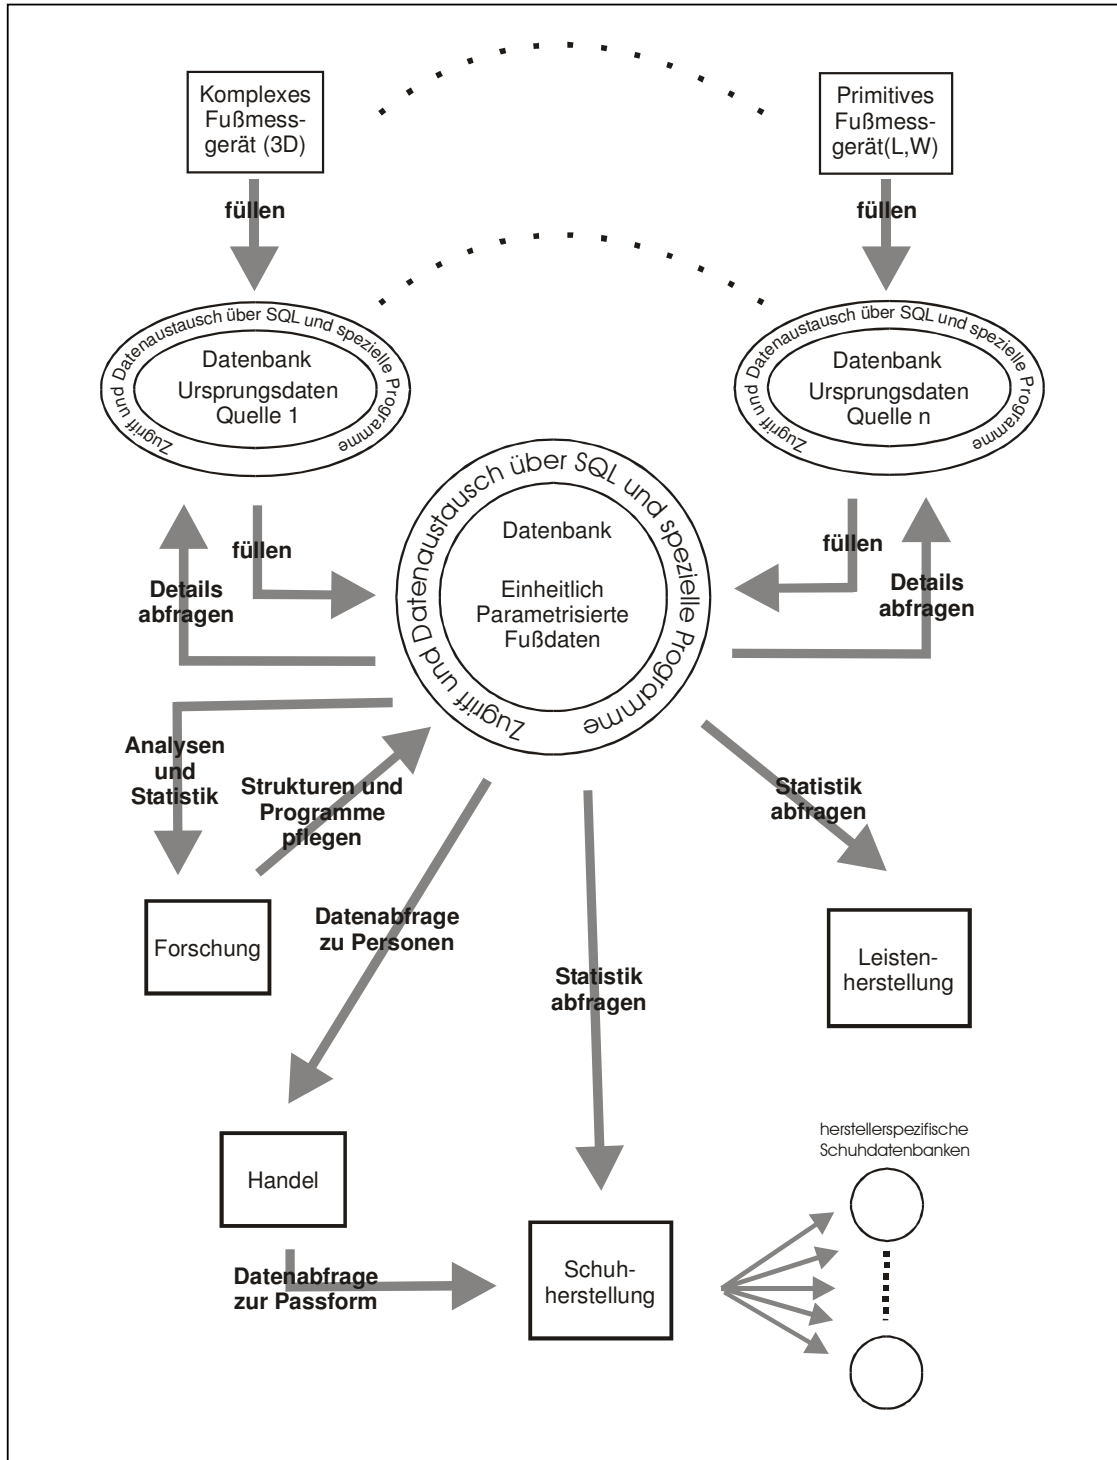 Komplexes
Fußmess-
gerät (3D)
Primitives
Fußmess-
gerät(L,W)
füllen
füllen
Zugriff und Datenaustausch über SQL und spezielle Programme
Datenbank
Ursprungsdaten
Quelle 1
Zugriff und Datenaustausch über SQL und spezielle Programme
Datenbank
Ursprungsdaten
Quelle n
Zugriff und Datenaustausch über SQL und spezielle Programme
Datenbank
Einheitlich
Parametrisierte
Fußdaten
füllen
Details
abfragen
füllen
Details
abfragen
Analysen
und
Statistik
Strukturen und
Programme
pflegen
Statistik
abfragen
Datenabfrage
zu Personen
Forschung
Statistik
abfragen
Leisten-
herstellung
Handel
herstellerspezifische
Schuhdatenbanken
Datenabfrage
zur Passform
Schuh-
herstellung